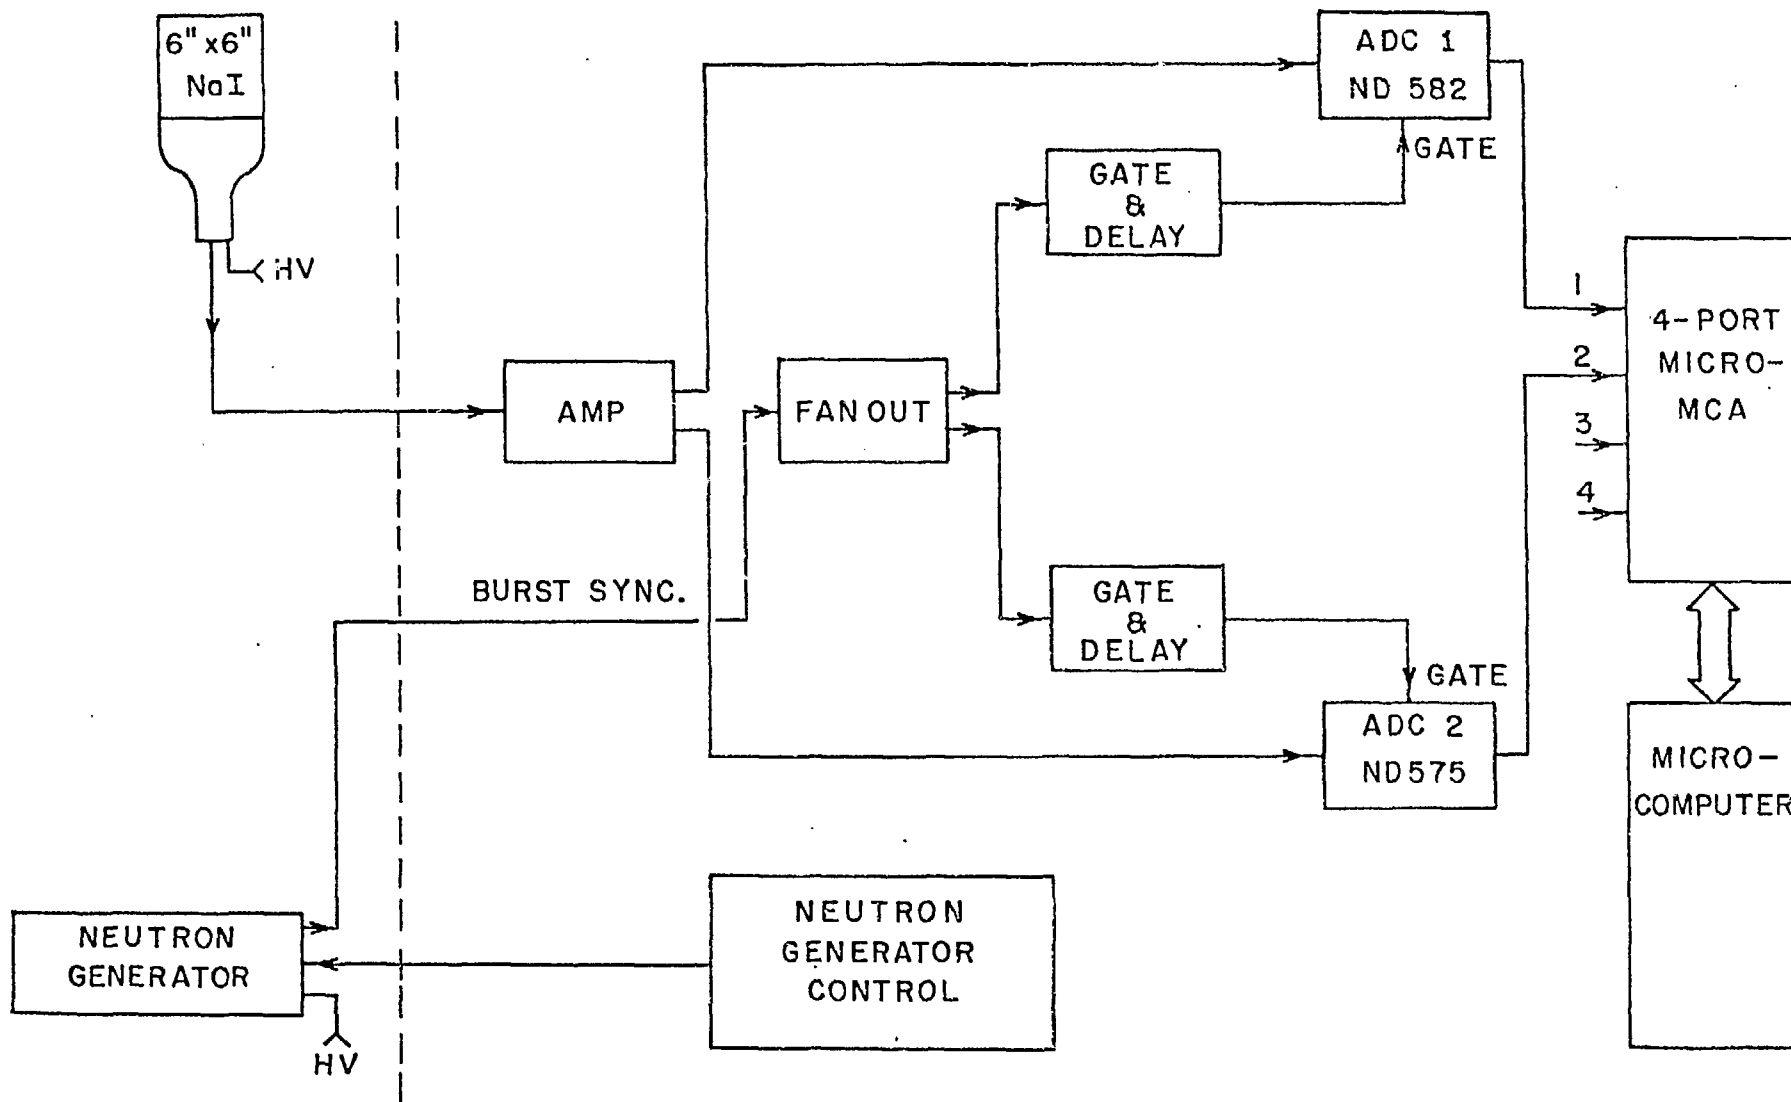 6" x6"
NaI
HV
AMP
FAN OUT
GATE
&
DELAY
ADC 1
ND 582
GATE
1
2
3
4
4-PORT
MICRO-
MCA
BURST SYNC.
GATE
&
DELAY
GATE
ADC 2
ND575
MICRO-
COMPUTER
NEUTRON
GENERATOR
HV
NEUTRON
GENERATOR
CONTROL